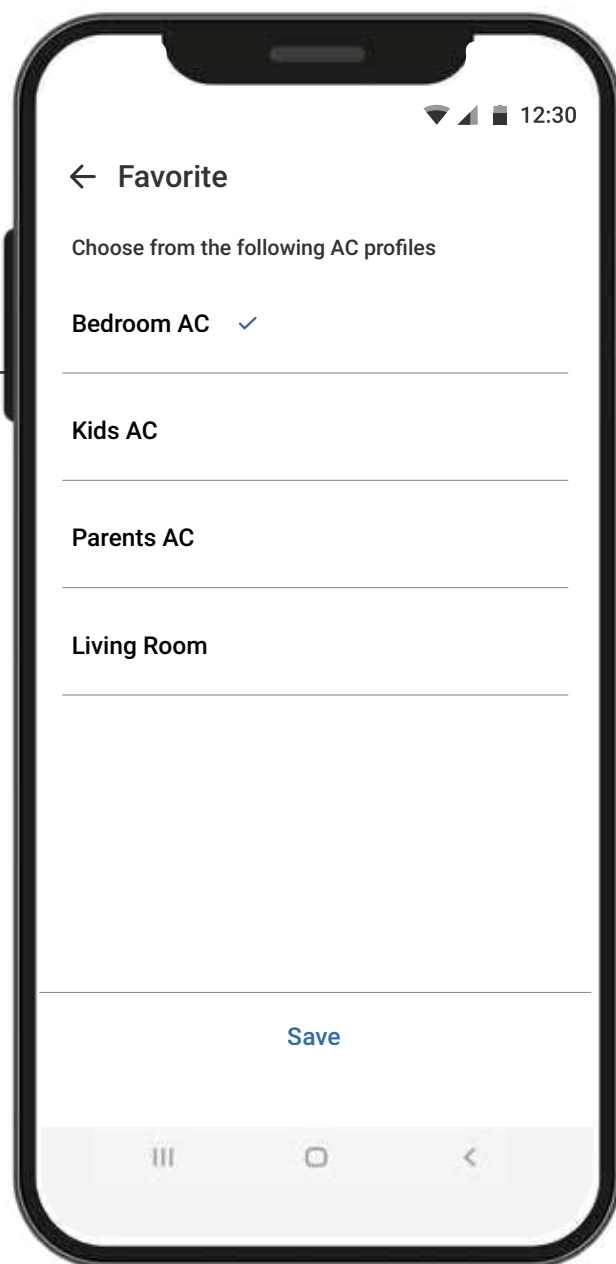 12:30
Favorite
Choose from the following AC profiles
Bedroom AC
Kids AC
Parents AC
Living Room
Save